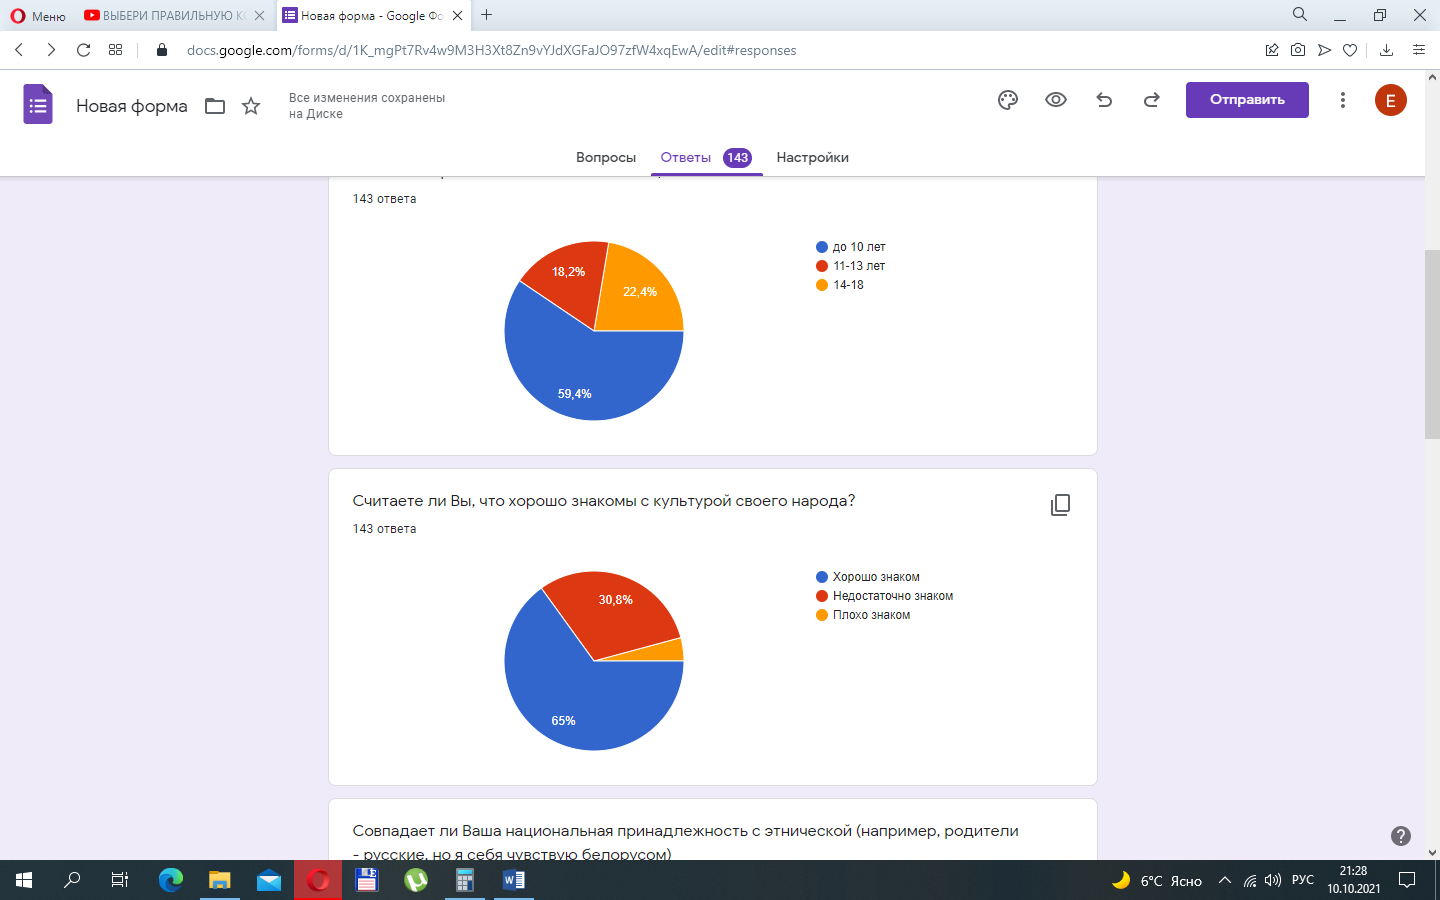 Меню
ВЫБЕРИ ПРАВИЛЬНУЮ КО
Новая форма - Google Фо
docs.google.com/forms/d/1K_mgPt7Rv4w9M3H3Xt8Zn9vYJdXGFaJO97zfW4xqEwA/edit#responses
Новая форма
Все изменения сохранены
на Диске
Отправить
E
Вопросы
Ответы 143
Настройки
143 ответа
до 10 лет
11-13 лет
14-18
18,2%
22,4%
59,4%
Считаете ли Вы, что хорошо знакомы с культурой своего народа?
143 ответа
Хорошо знаком
Недостаточно знаком
Плохо знаком
30,8%
65%
Совпадает ли Ваша национальная принадлежность с этнической (например, родители
- русские, но я себя чувствую белорусом)
6°C Ясно
РУС
21:28
10.10.2021